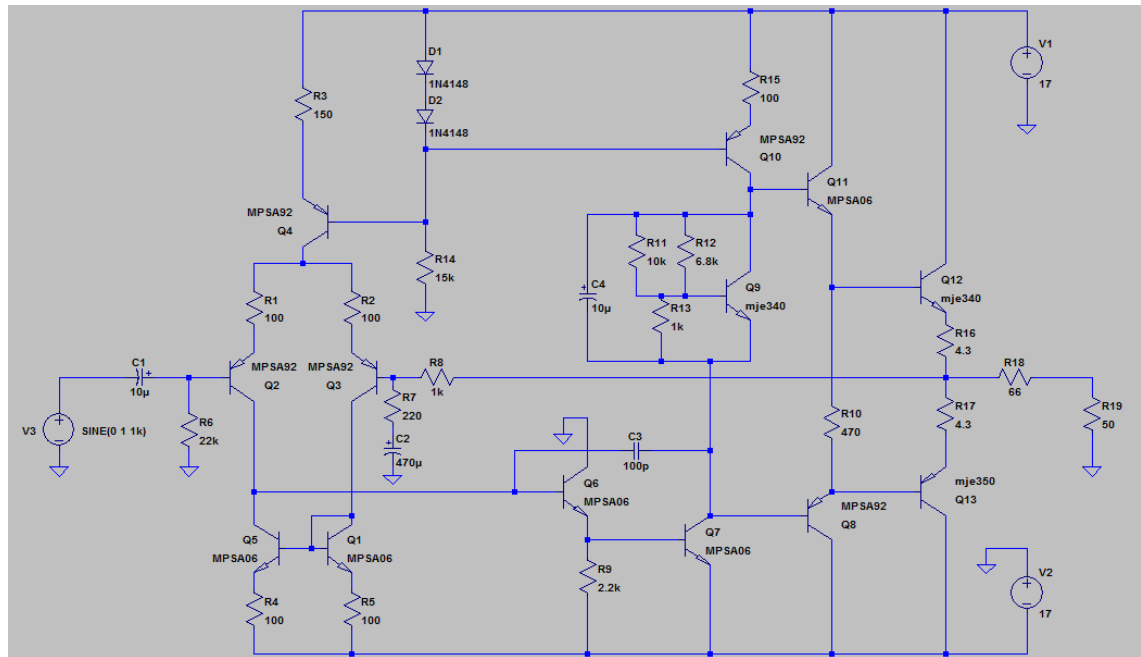 D1
1N4148
D2
1N4148
R3
150
R15
100
V1
17
MPSA92
Q10
Q11
MPSA06
MPSA92
Q4
R14
15k
R11
10k
R12
6.8k
C4
10µ
Q9
mje340
R13
1k
Q12
mje340
R16
4.3
R1
100
R2
100
C1
10µ
MPSA92
Q2
MPSA92
Q3
R8
1k
R18
66
R7
220
R6
22k
V3
SINE(0 1 1k)
C2
470µ
R10
470
R17
4.3
R19
50
C3
100p
Q6
MPSA06
mje350
Q13
MPSA92
Q8
Q5
MPSA06
Q1
MPSA06
Q7
MPSA06
R9
2.2k
R4
100
R5
100
V2
17